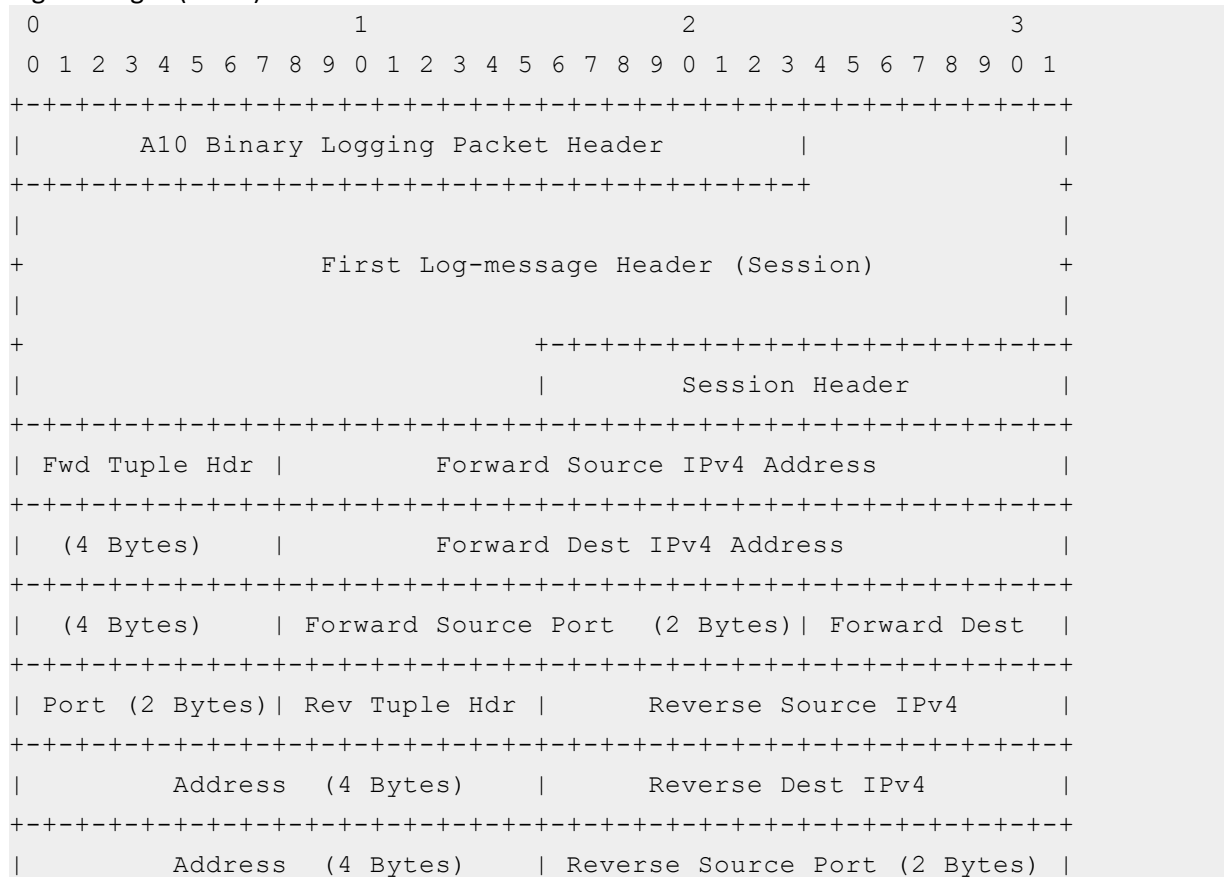 0                   1                   2                   3
 0 1 2 3 4 5 6 7 8 9 0 1 2 3 4 5 6 7 8 9 0 1 2 3 4 5 6 7 8 9 0 1
+-+-+-+-+-+-+-+-+-+-+-+-+-+-+-+-+-+-+-+-+-+-+-+-+-+-+-+-+-+-+-+-+
|       A10 Binary Logging Packet Header        |               |
+-+-+-+-+-+-+-+-+-+-+-+-+-+-+-+-+-+-+-+-+-+-+-+-+               +
|                                                               |
+                  First Log-message Header (Session)           +
|                                                               |
+                               +-+-+-+-+-+-+-+-+-+-+-+-+-+-+-+-+
|                               |        Session Header         |
+-+-+-+-+-+-+-+-+-+-+-+-+-+-+-+-+-+-+-+-+-+-+-+-+-+-+-+-+-+-+-+-+
| Fwd Tuple Hdr |         Forward Source IPv4 Address           |
+-+-+-+-+-+-+-+-+-+-+-+-+-+-+-+-+-+-+-+-+-+-+-+-+-+-+-+-+-+-+-+-+
|  (4 Bytes)    |         Forward Dest IPv4 Address             |
+-+-+-+-+-+-+-+-+-+-+-+-+-+-+-+-+-+-+-+-+-+-+-+-+-+-+-+-+-+-+-+-+
|  (4 Bytes)    | Forward Source Port  (2 Bytes)| Forward Dest  |
+-+-+-+-+-+-+-+-+-+-+-+-+-+-+-+-+-+-+-+-+-+-+-+-+-+-+-+-+-+-+-+-+
| Port (2 Bytes)| Rev Tuple Hdr |      Reverse Source IPv4      |
+-+-+-+-+-+-+-+-+-+-+-+-+-+-+-+-+-+-+-+-+-+-+-+-+-+-+-+-+-+-+-+-+
|         Address  (4 Bytes)    |      Reverse Dest IPv4        |
+-+-+-+-+-+-+-+-+-+-+-+-+-+-+-+-+-+-+-+-+-+-+-+-+-+-+-+-+-+-+-+-+
|         Address  (4 Bytes)    | Reverse Source Port (2 Bytes) |